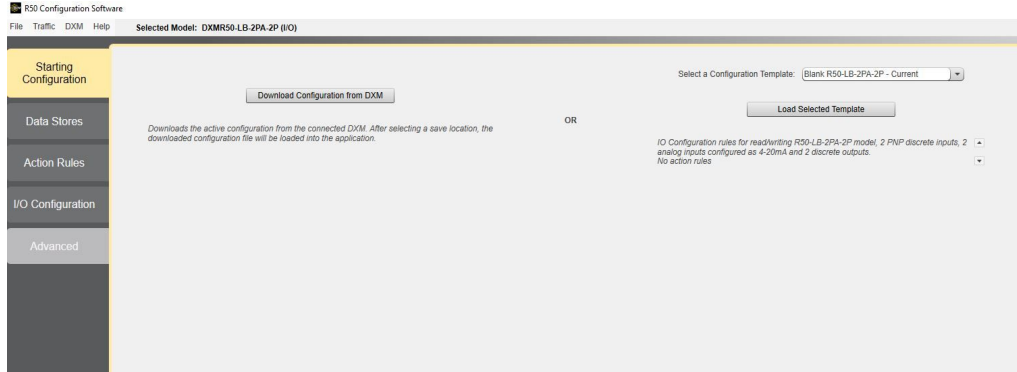 R50 Configuration Software
File Traffic DXM Help Selected Model: DXMR50-LB-2PA-2P (I/O)
Starting
Configuration
Data Stores
Action Rules
I/O Configuration
Advanced
Download Configuration from DXM
Downloads the active configuration from the connected DXM. After selecting a save location, the
downloaded configuration file will be loaded into the application.
OR
Select a Configuration Template: Blank R50-LB-2PA-2P - Current
Load Selected Template
IO Configuration rules for read/writing R50-LB-2PA-2P model, 2 PNP discrete inputs, 2
analog inputs configured as 4-20mA and 2 discrete outputs.
No action rules